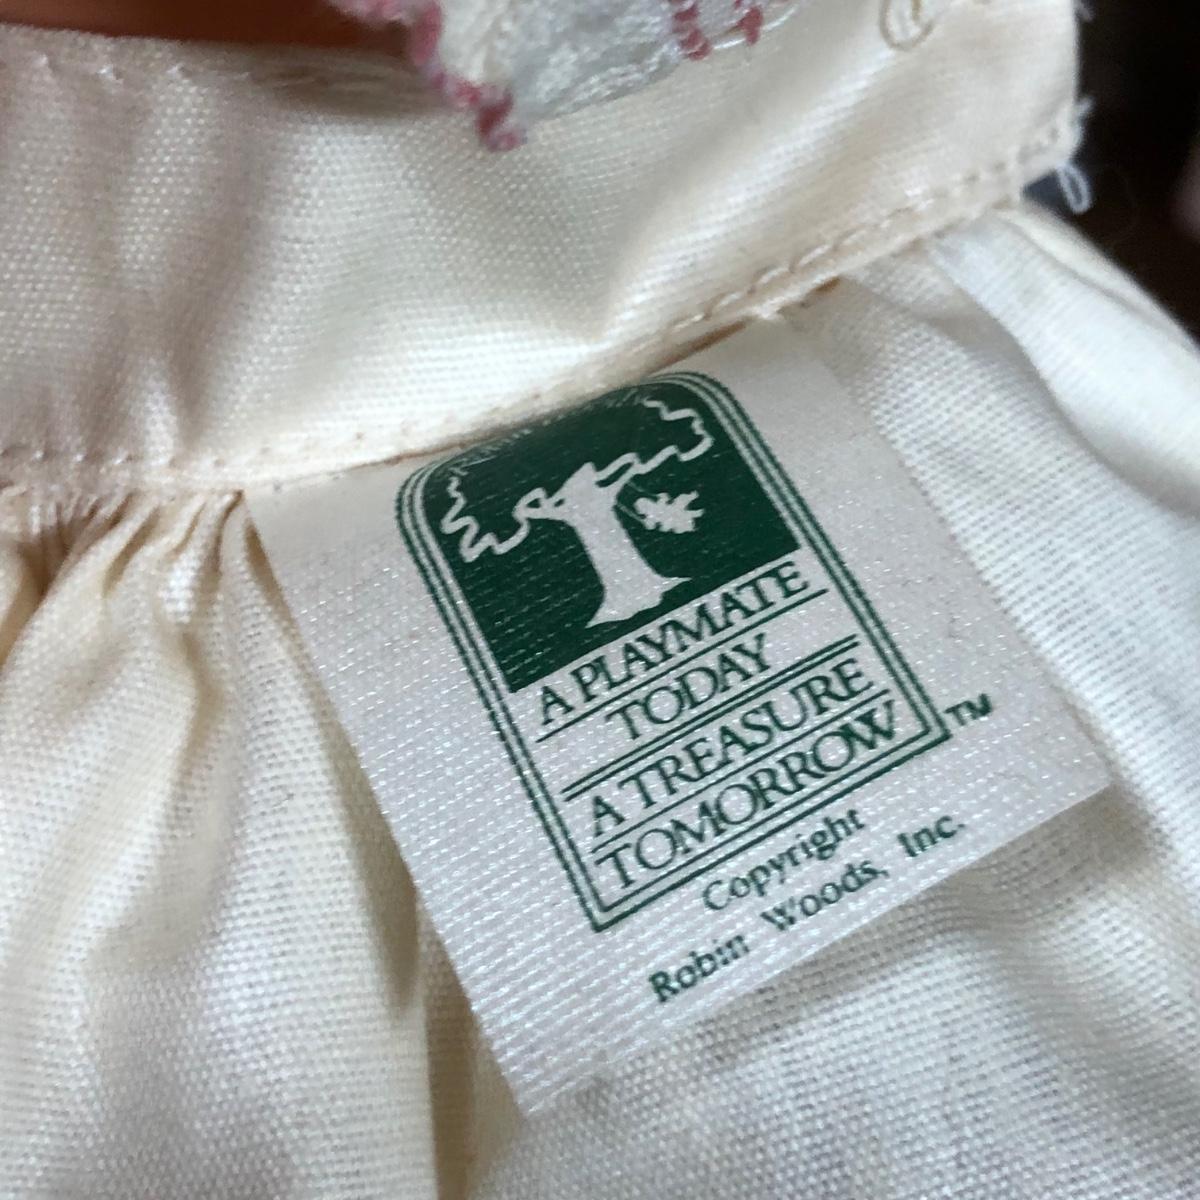 A PLAYMATE
TODAY
A TREASURE
TOMORROW
TM
Copyright
Robin Woods, Inc.